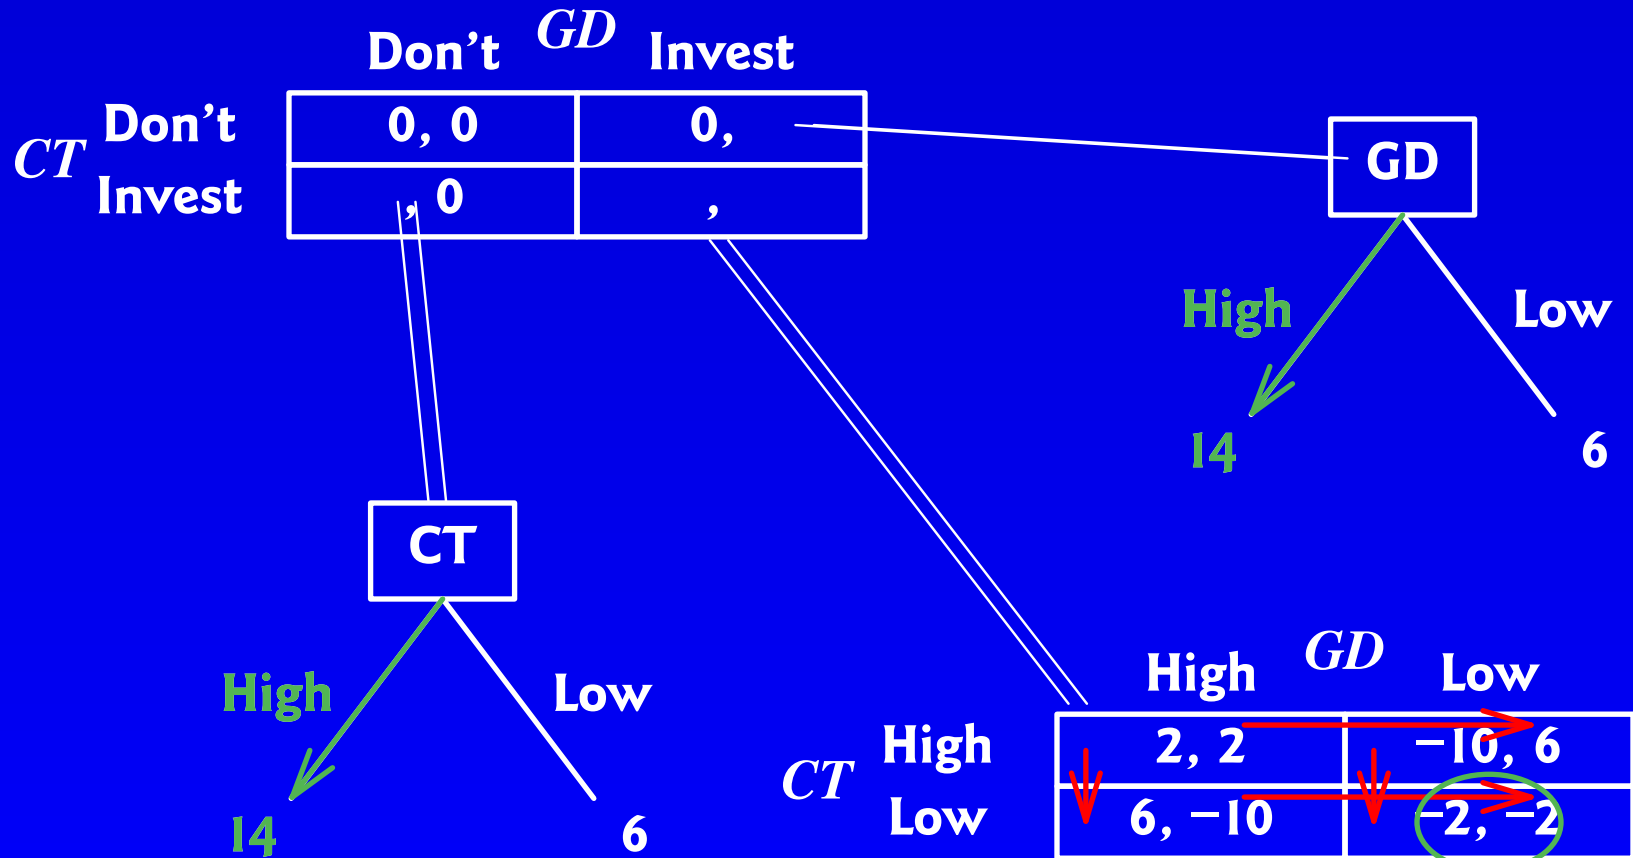 GD
Don't Invest
CT
Don't 0, 0 0,
Invest , 0 ,
GD
High Low
14 6
CT
High Low
14 6
GD
High Low
CT
High 2, 2 −10, 6
Low 6, −10 −2, −2